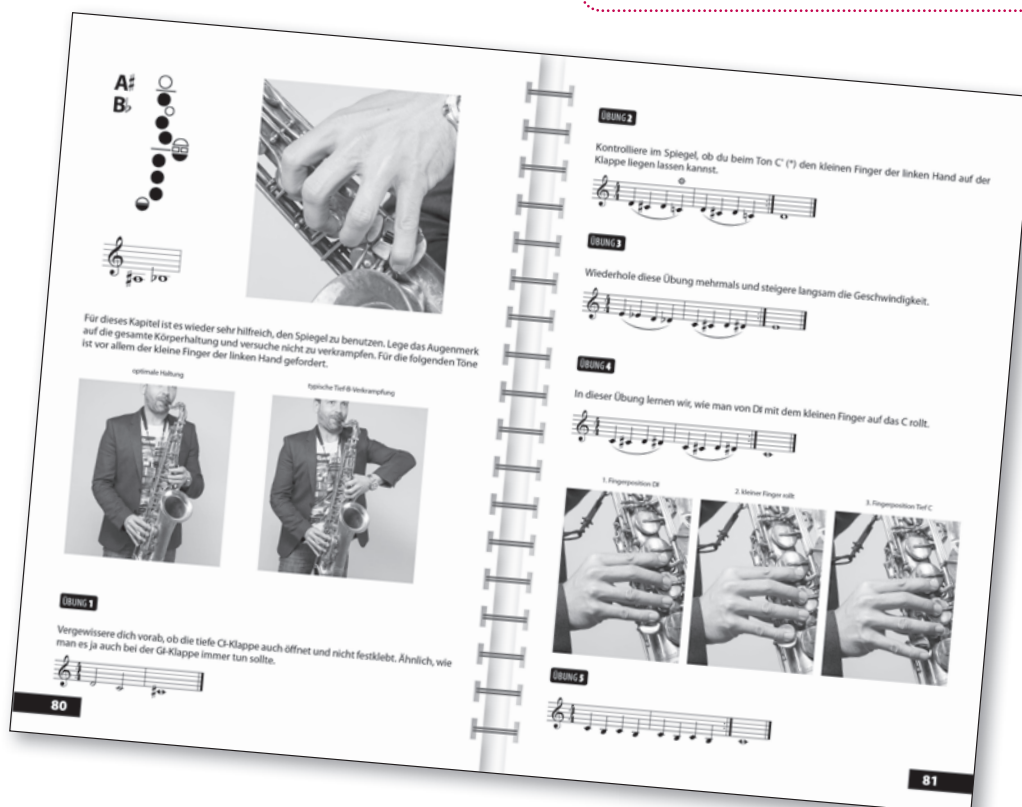 A♯
B♭
Für dieses Kapitel ist es wieder sehr hilfreich, den Spiegel zu benutzen. Lege das Augenmerk
auf die gesamte Körperhaltung und versuche nicht zu verkrampfen. Für die folgenden Töne
ist vor allem der kleine Finger der linken Hand gefordert.
optimale Haltung
typische Tief-B-Verkrampfung
ÜBUNG 1
Vergewissere dich vorab, ob die tiefe C♯-Klappe auch öffnet und nicht festklebt. Ähnlich, wie
man es ja auch bei der G♯-Klappe immer tun sollte.
80
ÜBUNG 2
Kontrolliere im Spiegel, ob du beim Ton C' (*) den kleinen Finger der linken Hand auf der
Klappe liegen lassen kannst.
ÜBUNG 3
Wiederhole diese Übung mehrmals und steigere langsam die Geschwindigkeit.
ÜBUNG 4
In dieser Übung lernen wir, wie man von D♯ mit dem kleinen Finger auf das C rollt.
1. Fingerposition D♯
2. kleiner Finger rollt
3. Fingerposition Tief C
ÜBUNG 5
81